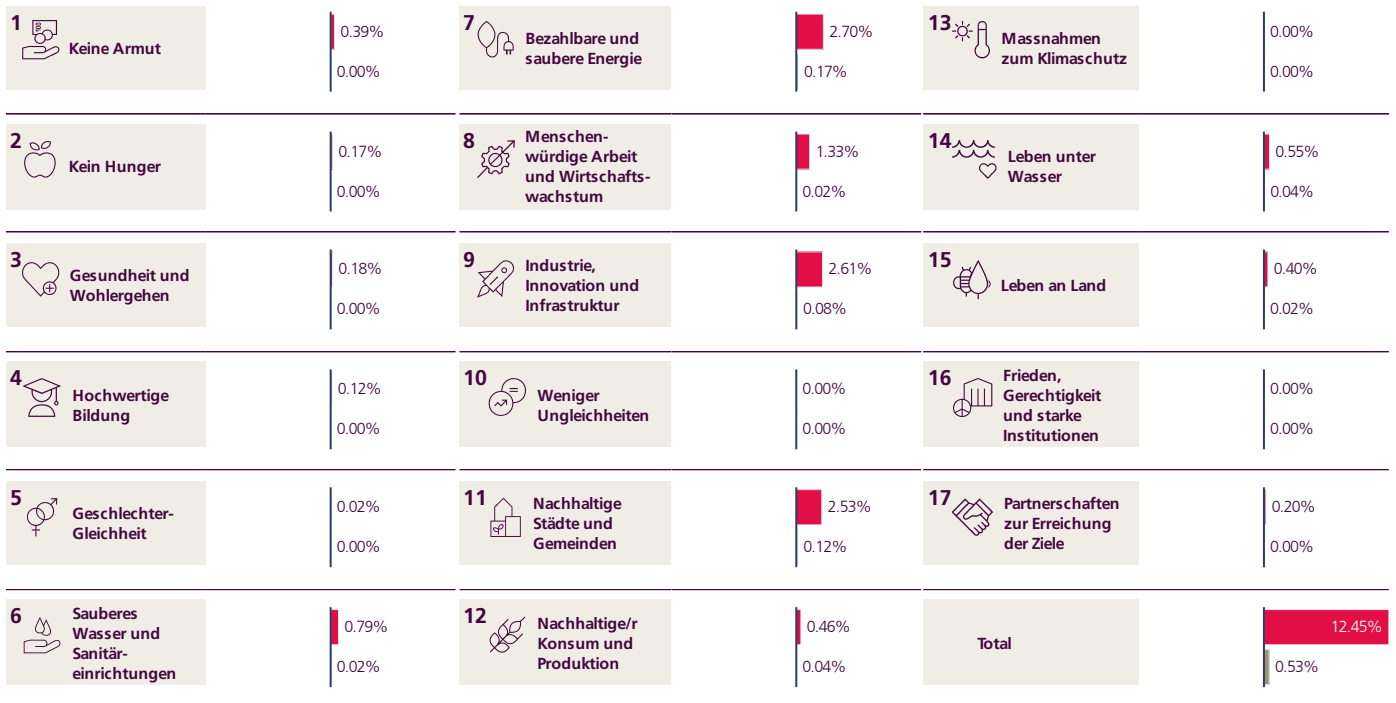 1
Keine Armut
0.39%
0.00%
2
Kein Hunger
0.17%
0.00%
3
Gesundheit und
Wohlergehen
0.18%
0.00%
4
Hochwertige
Bildung
0.12%
0.00%
5
Geschlechter-
Gleichheit
0.02%
0.00%
6
Sauberes
Wasser und
Sanitär-
einrichtungen
0.79%
0.02%
7
Bezahlbare und
saubere Energie
2.70%
0.17%
8
Menschen-
würdige Arbeit
und Wirtschafts-
wachstum
1.33%
0.02%
9
Industrie,
Innovation und
Infrastruktur
2.61%
0.08%
10
Weniger
Ungleichheiten
0.00%
0.00%
11
Nachhaltige
Städte und
Gemeinden
2.53%
0.12%
12
Nachhaltige/r
Konsum und
Produktion
0.46%
0.04%
13
Massnahmen
zum Klimaschutz
0.00%
0.00%
14
Leben unter
Wasser
0.55%
0.04%
15
Leben an Land
0.40%
0.02%
16
Frieden,
Gerechtigkeit
und starke
Institutionen
0.00%
0.00%
17
Partnerschaften
zur Erreichung
der Ziele
0.20%
0.00%
Total
12.45%
0.53%